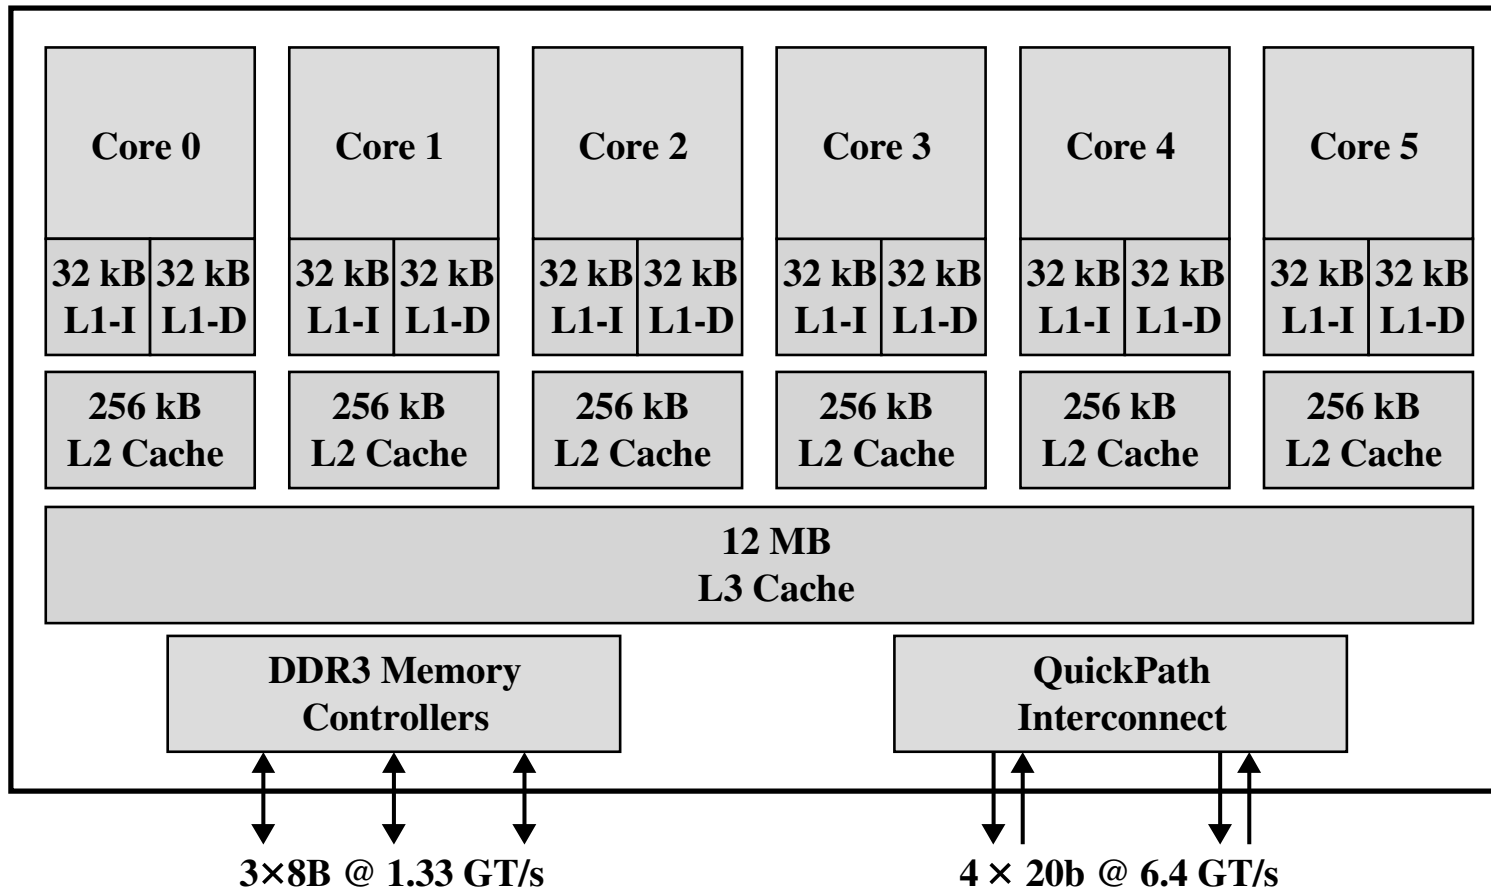 Core 0 Core 1 Core 2 Core 3 Core 4 Core 5
32 kB 32 kB 32 kB 32 kB 32 kB 32 kB 32 kB 32 kB 32 kB 32 kB 32 kB 32 kB
L1-I L1-D L1-I L1-D L1-I L1-D L1-I L1-D L1-I L1-D L1-I L1-D
256 kB 256 kB 256 kB 256 kB 256 kB 256 kB
L2 Cache L2 Cache L2 Cache L2 Cache L2 Cache L2 Cache
12 MB
L3 Cache
DDR3 Memory QuickPath
Controllers Interconnect
3×8B @ 1.33 GT/s 4 × 20b @ 6.4 GT/s